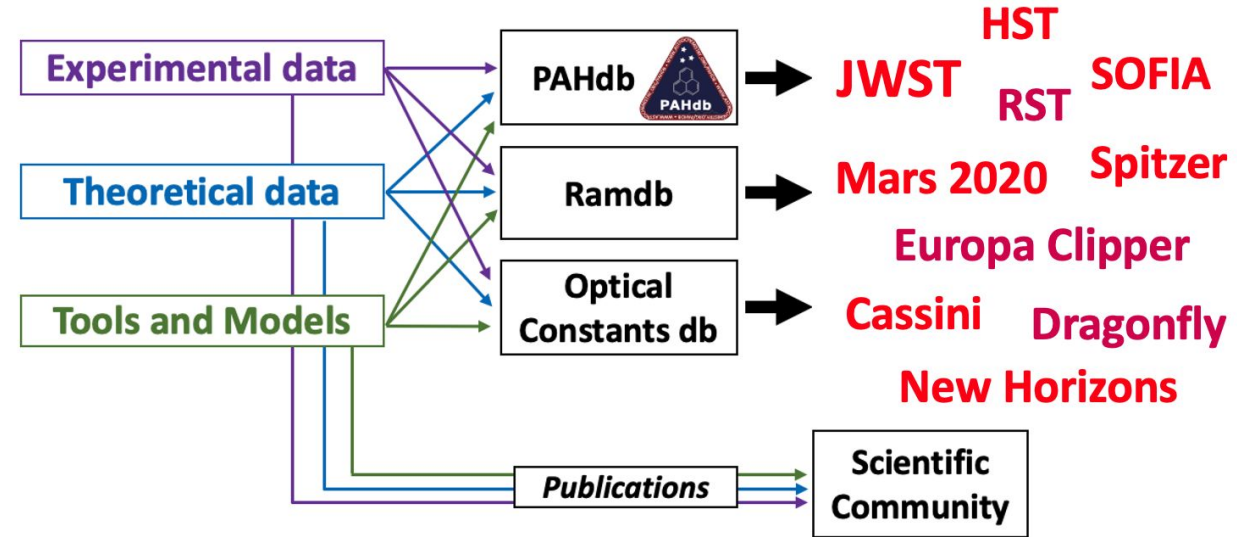 Experimental data
Theoretical data
Tools and Models
PAHdb
PAHdb
Ramdb
Optical
Constants db
HST
JWST
SOFIA
RST
Mars 2020
Spitzer
Europa Clipper
Cassini
Dragonfly
New Horizons
Publications
Scientific
Community